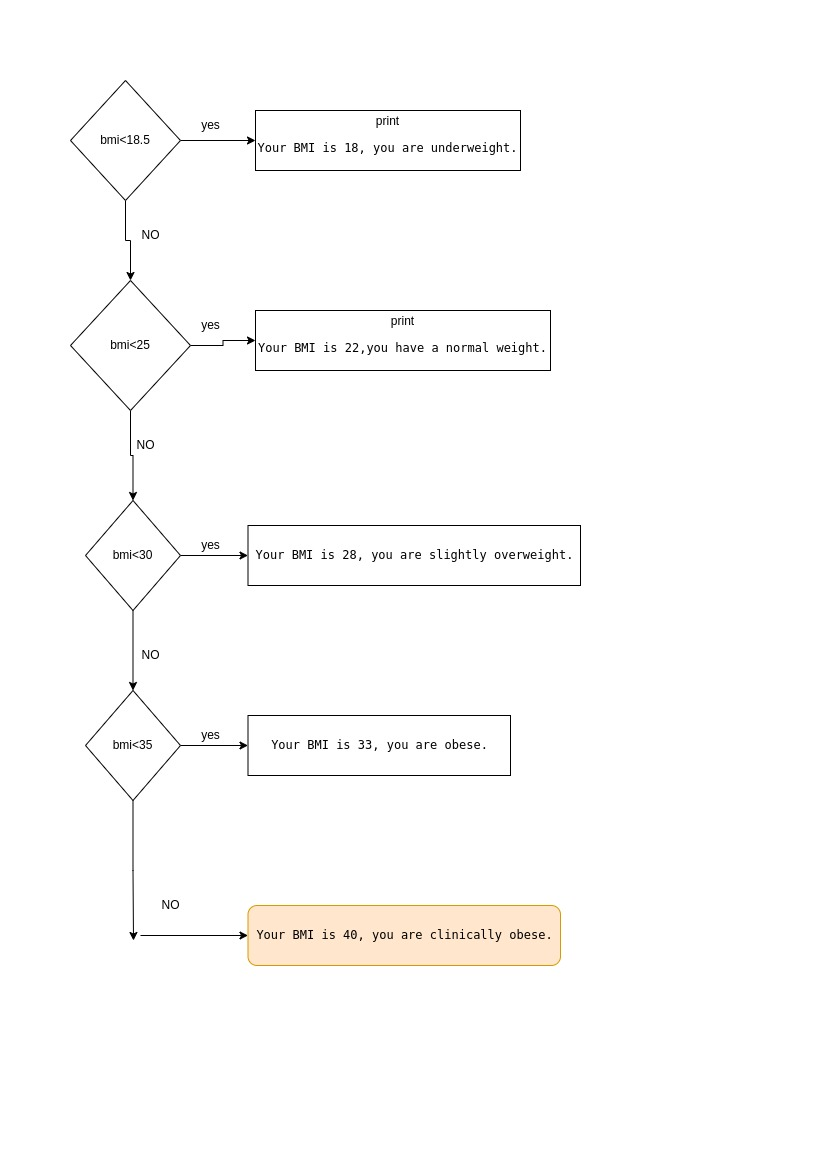 bmi<18.5
yes
print
Your BMI is 18, you are underweight.
NO
bmi<25
yes
print
Your BMI is 22,you have a normal weight.
NO
bmi<30
yes
Your BMI is 28, you are slightly overweight.
NO
bmi<35
yes
Your BMI is 33, you are obese.
NO
Your BMI is 40, you are clinically obese.